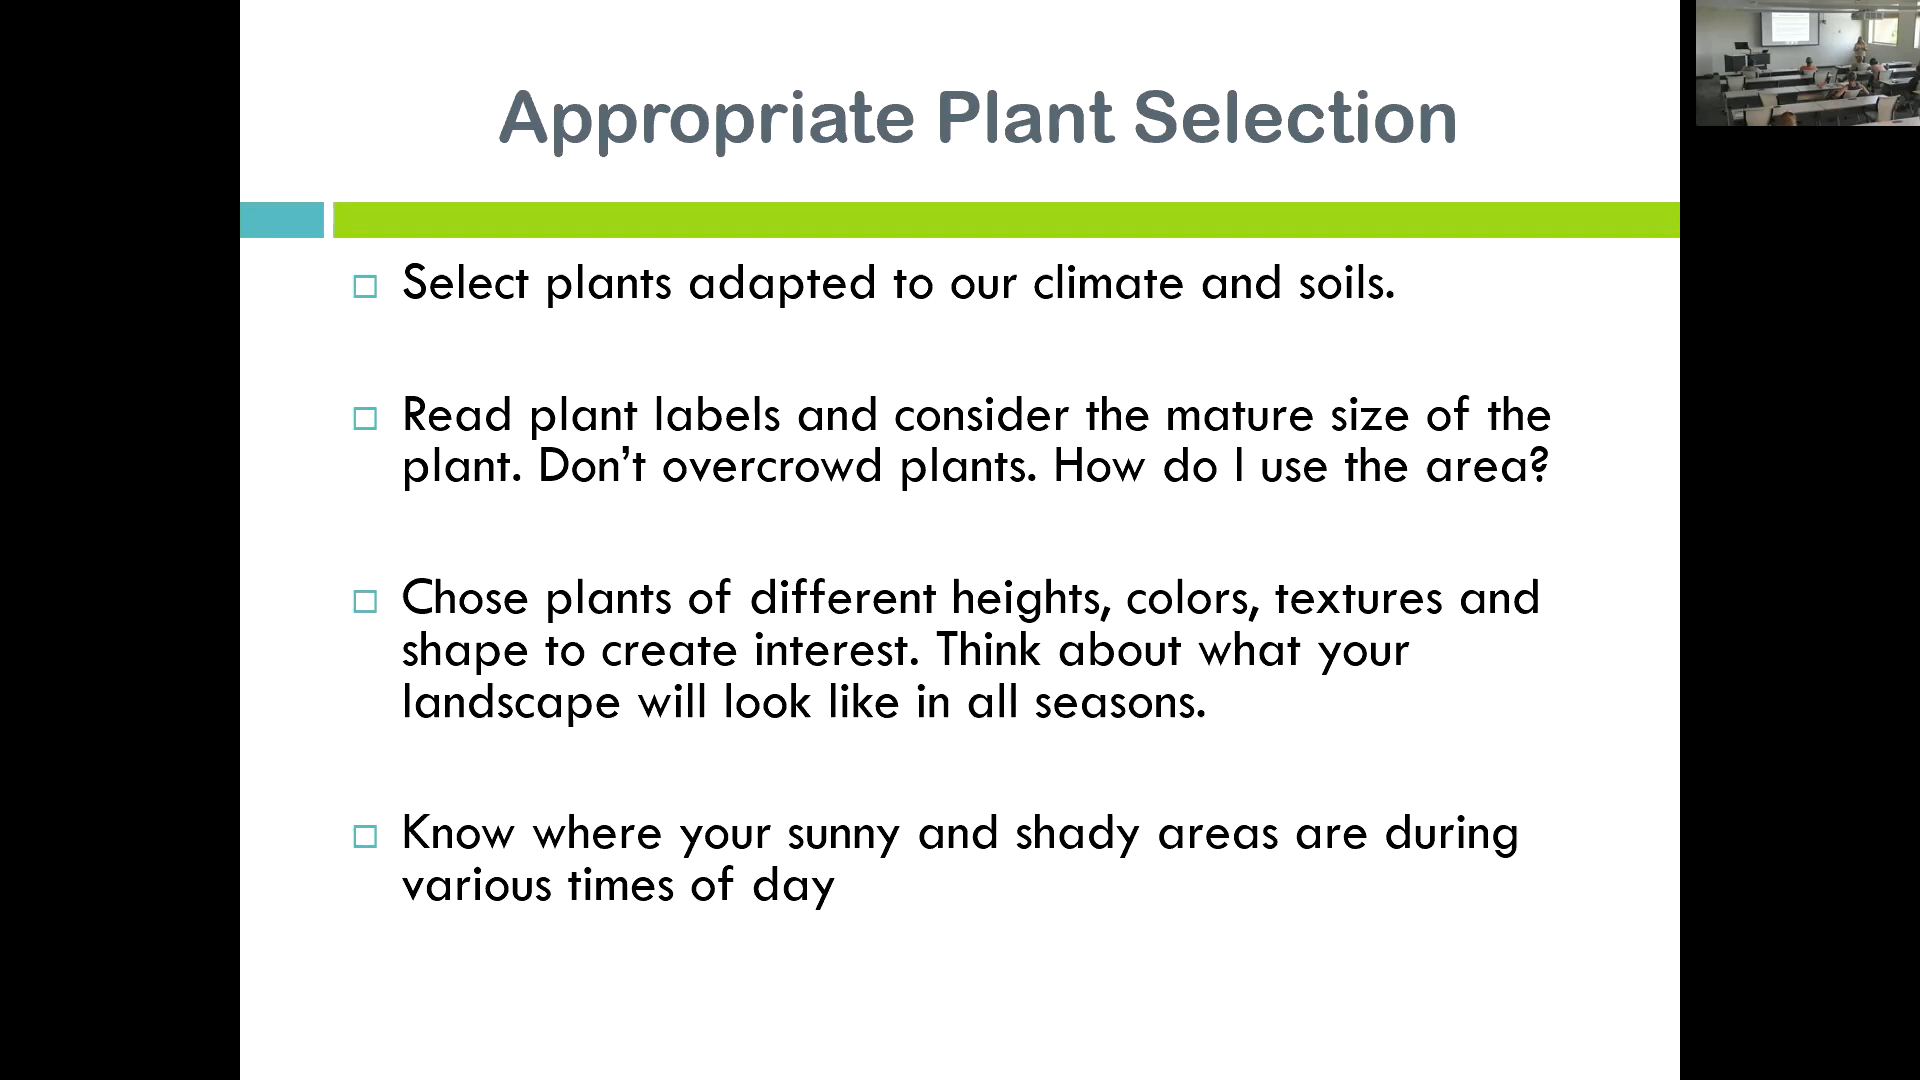 Appropriate Plant Selection
Select plants adapted to our climate and soils.
Read plant labels and consider the mature size of the
plant. Don’t overcrowd plants. How do I use the area?
Chose plants of different heights, colors, textures and
shape to create interest. Think about what your
landscape will look like in all seasons.
Know where your sunny and shady areas are during
various times of day